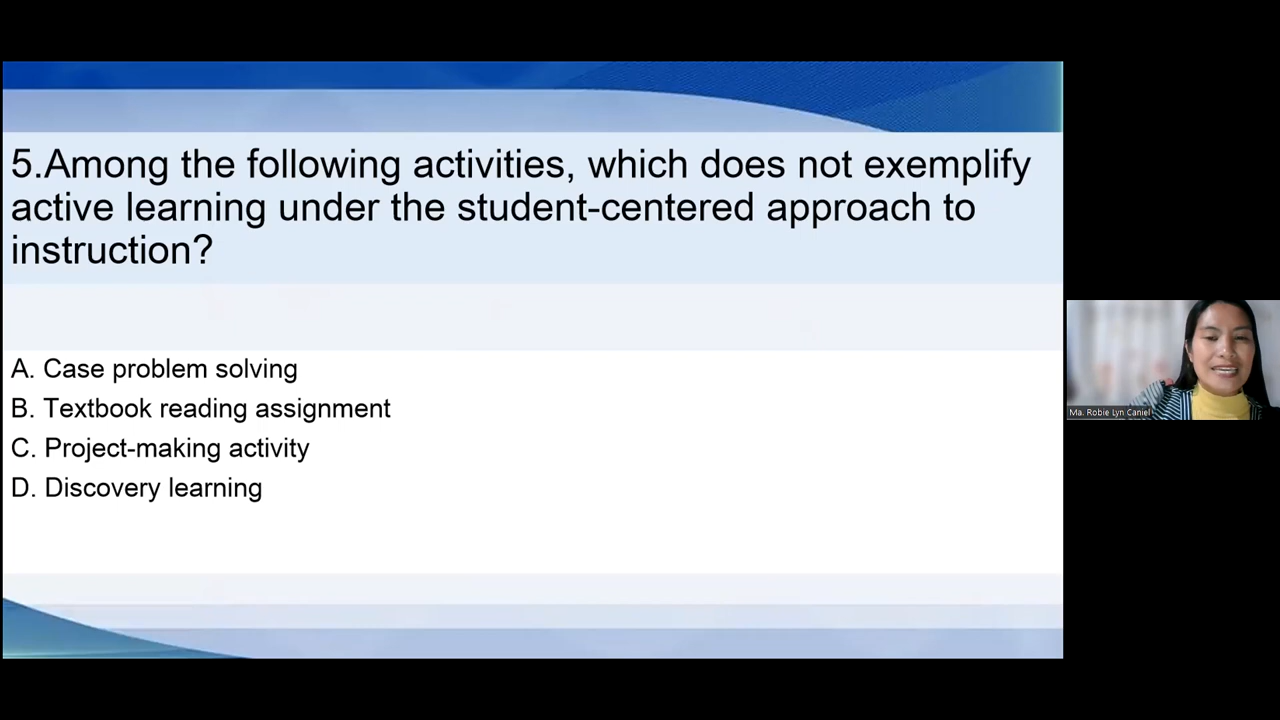 5.Among the following activities, which does not exemplify
active learning under the student-centered approach to
instruction?
A. Case problem solving
B. Textbook reading assignment
C. Project-making activity
D. Discovery learning
Ma. Robie Lyn Caniel